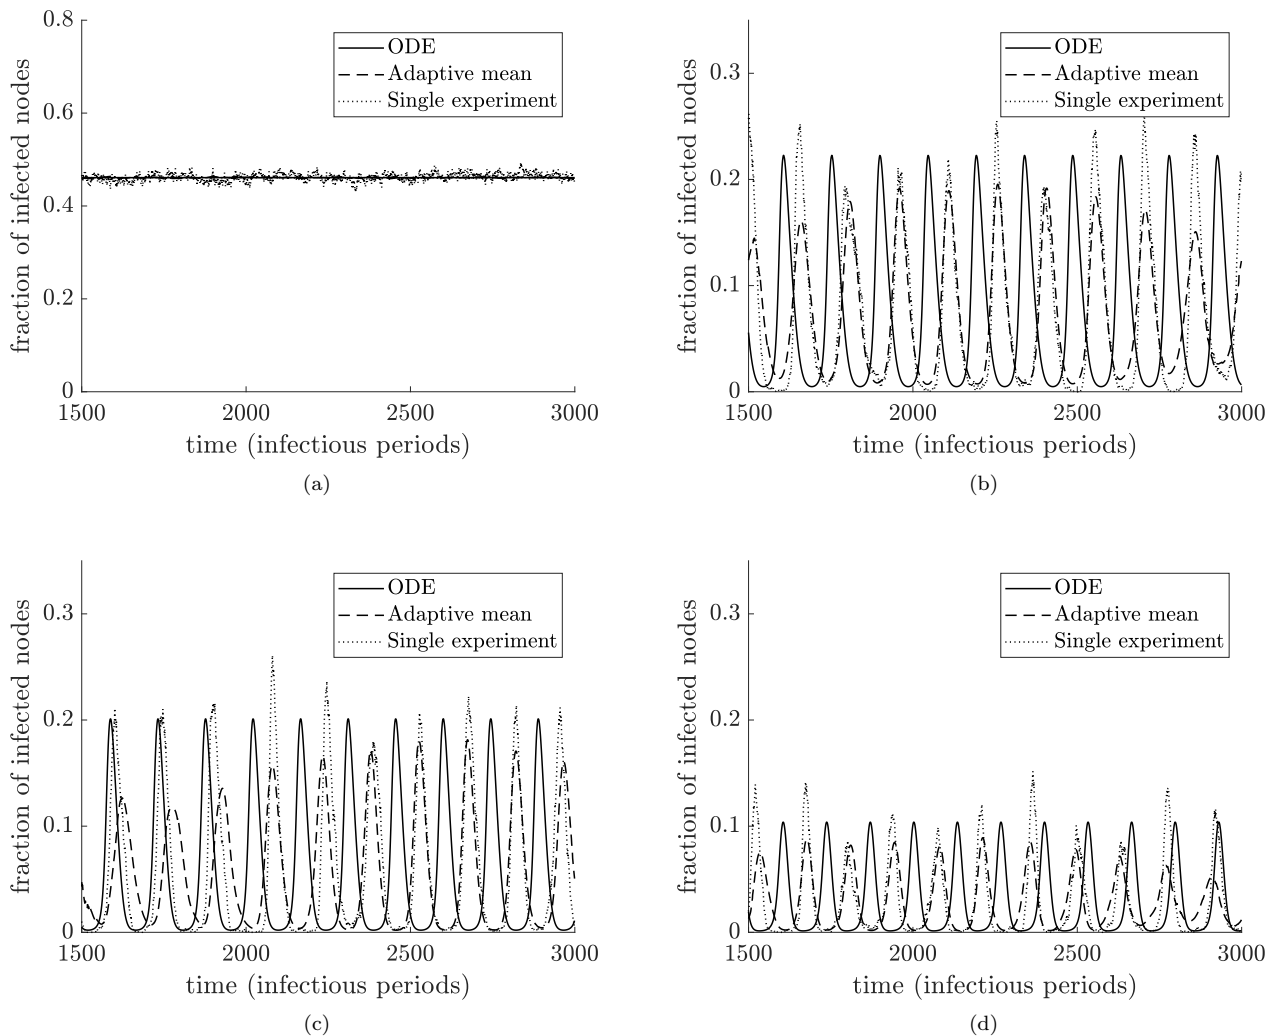 0.8
0.6
0.4
0.2
0
fraction of infected nodes
ODE
Adaptive mean
Single experiment
1500 2000 2500 3000
time (infectious periods)
(a)
0.3
0.2
0.1
0
fraction of infected nodes
ODE
Adaptive mean
Single experiment
1500 2000 2500 3000
time (infectious periods)
(b)
0.3
0.2
0.1
0
fraction of infected nodes
ODE
Adaptive mean
Single experiment
1500 2000 2500 3000
time (infectious periods)
(c)
0.3
0.2
0.1
0
fraction of infected nodes
ODE
Adaptive mean
Single experiment
1500 2000 2500 3000
time (infectious periods)
(d)